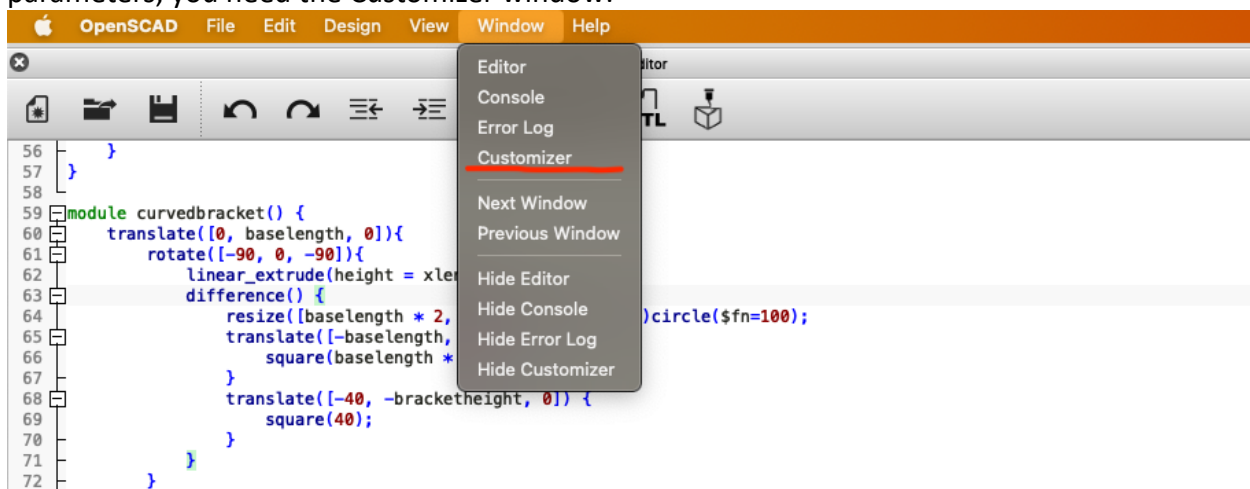 parameters, you need the Customizer window.
OpenSCAD File Edit Design View Window Help
ditor
Editor
Console
Error Log
Customizer
Next Window
Previous Window
Hide Editor
Hide Console
Hide Error Log
Hide Customizer
TL
56 }
57 }
58
59 module curvedbracket() {
60 translate([0, baselength, 0]){
61 rotate([-90, 0, -90]){
62 linear_extrude(height = xle
63 difference() {
64 resize([baselength * 2, )circle($fn=100);
65 translate([-baselength,
66 square(baselength *
67 }
68 translate([-40, -bracketheight, 0]) {
69 square(40);
70 }
71 }
72 }